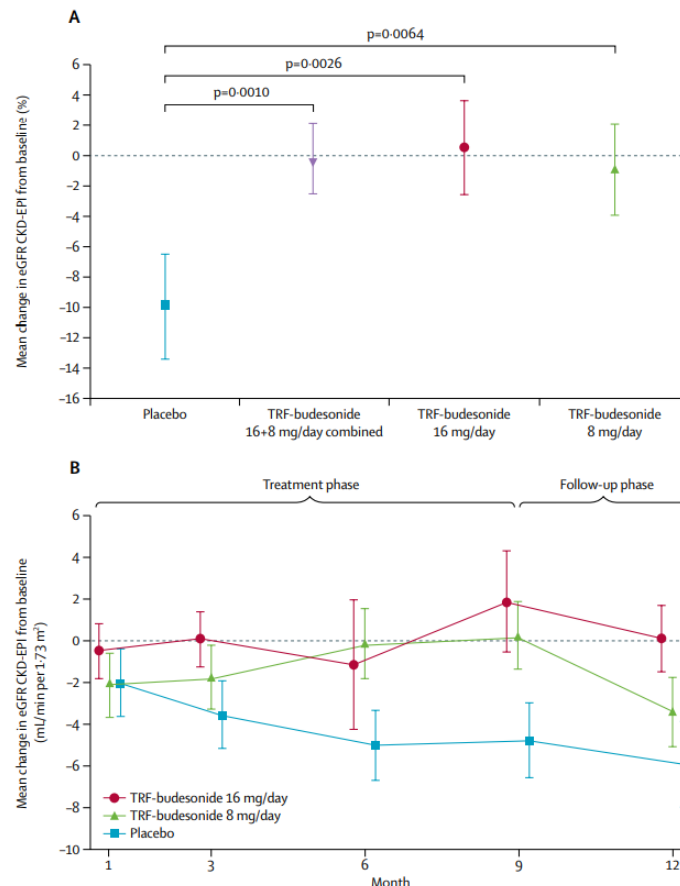 A
p=0·0064
p=0·0026
p=0·0010
Mean change in eGFR CKD-EPI from baseline (%)
6
4
2
0
−2
−4
−6
−8
−10
−12
−14
−16
Placebo
TRF-budesonide
16+8 mg/day combined
TRF-budesonide
16 mg/day
TRF-budesonide
8 mg/day
B
Treatment phase
Follow-up phase
Mean change in eGFR CKD-EPI from baseline
(mL/min per 1·73 m²)
6
4
2
0
−2
−4
−6
−8
−10
TRF-budesonide 16 mg/day
TRF-budesonide 8 mg/day
Placebo
1
3
6
9
12
Month